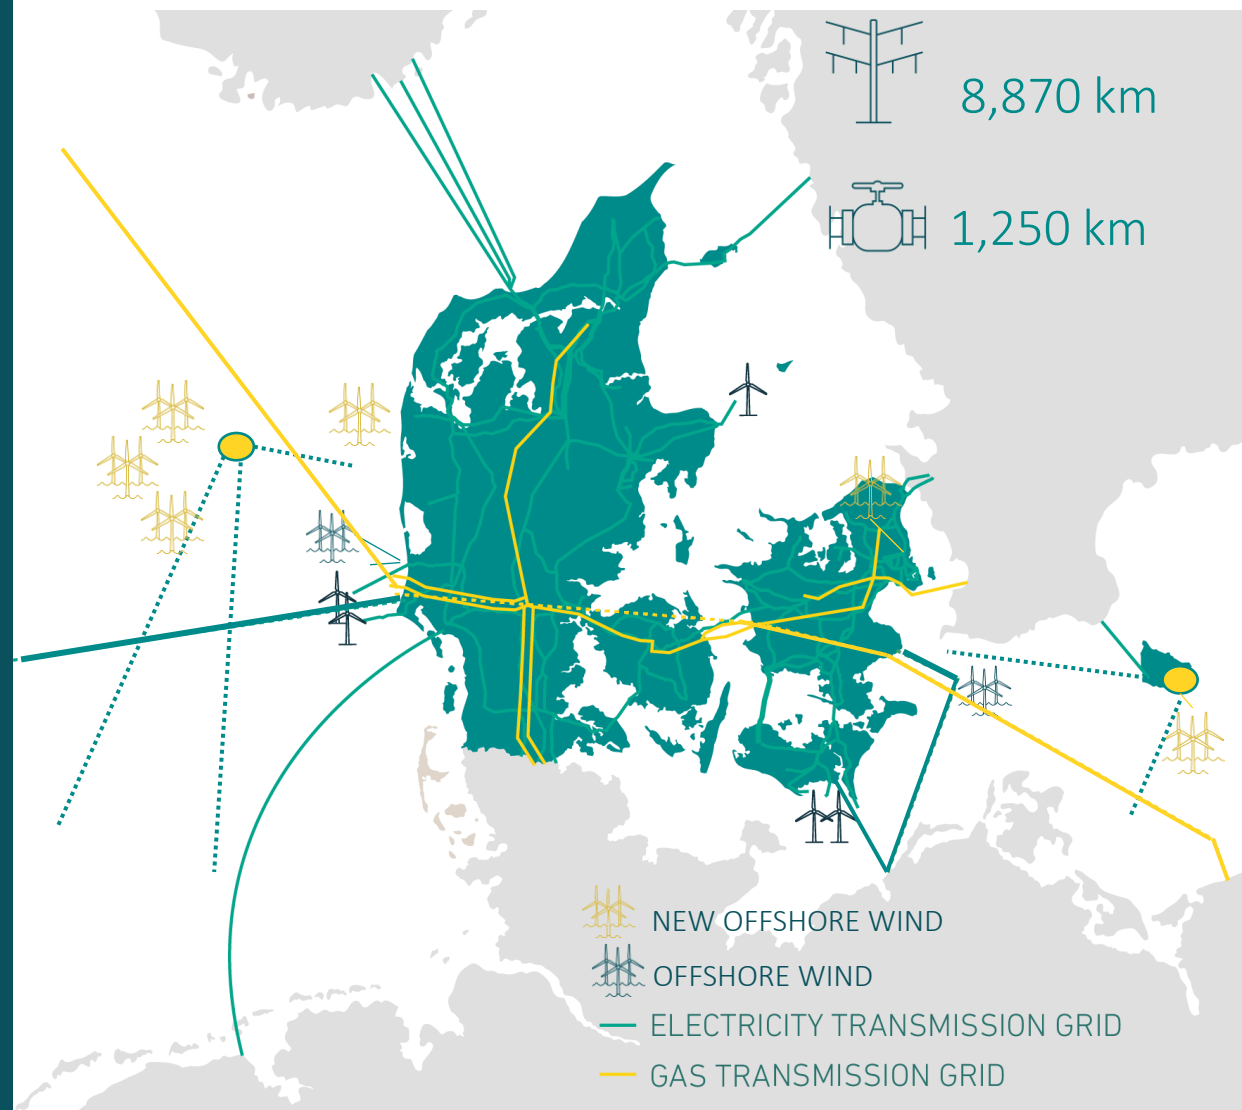 8,870 km
1,250 km
NEW OFFSHORE WIND
OFFSHORE WIND
ELECTRICITY TRANSMISSION GRID
GAS TRANSMISSION GRID